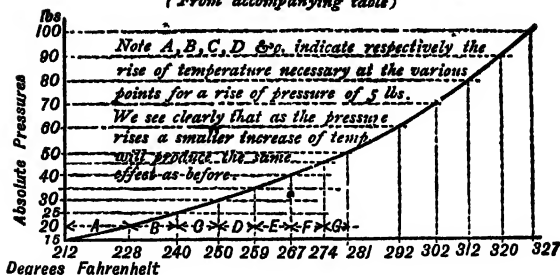 (From accompanying table)
lbs
100
90
80
70
60
50
40
30
25
20
15
Absolute Pressures
Note A, B, C, D &c. indicate respectively the
rise of temperature necessary at the various
points for a rise of pressure of 5 lbs.
We see clearly that as the pressure
rises a smaller increase of temp.
will produce the same
effect as before.
A B C D E F G
212 228 240 250 259 267 274 281 292 302 312 320 327
Degrees Fahrenheit